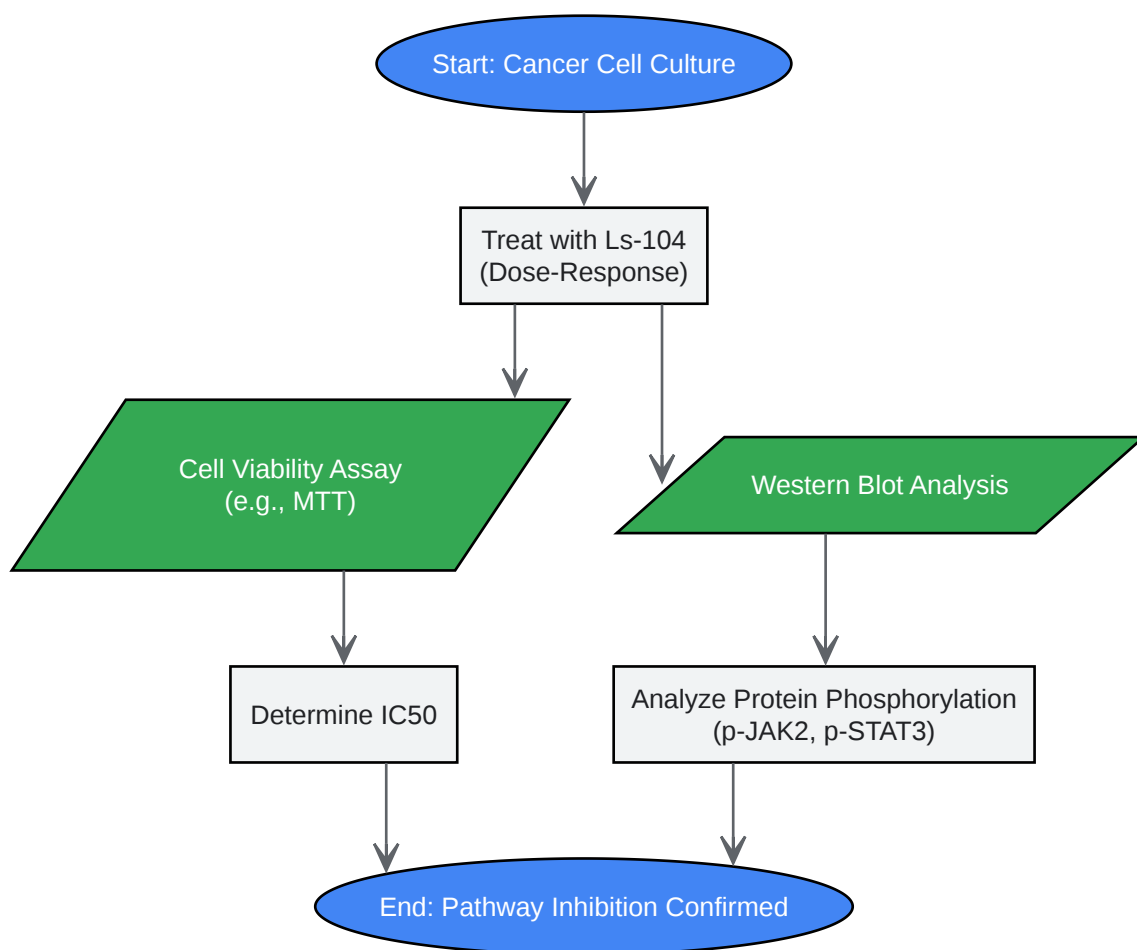 Start: Cancer Cell Culture
Treat with Ls-104
(Dose-Response)
Cell Viability Assay
(e.g., MTT)
Western Blot Analysis
Determine IC50
Analyze Protein Phosphorylation
(p-JAK2, p-STAT3)
End: Pathway Inhibition Confirmed